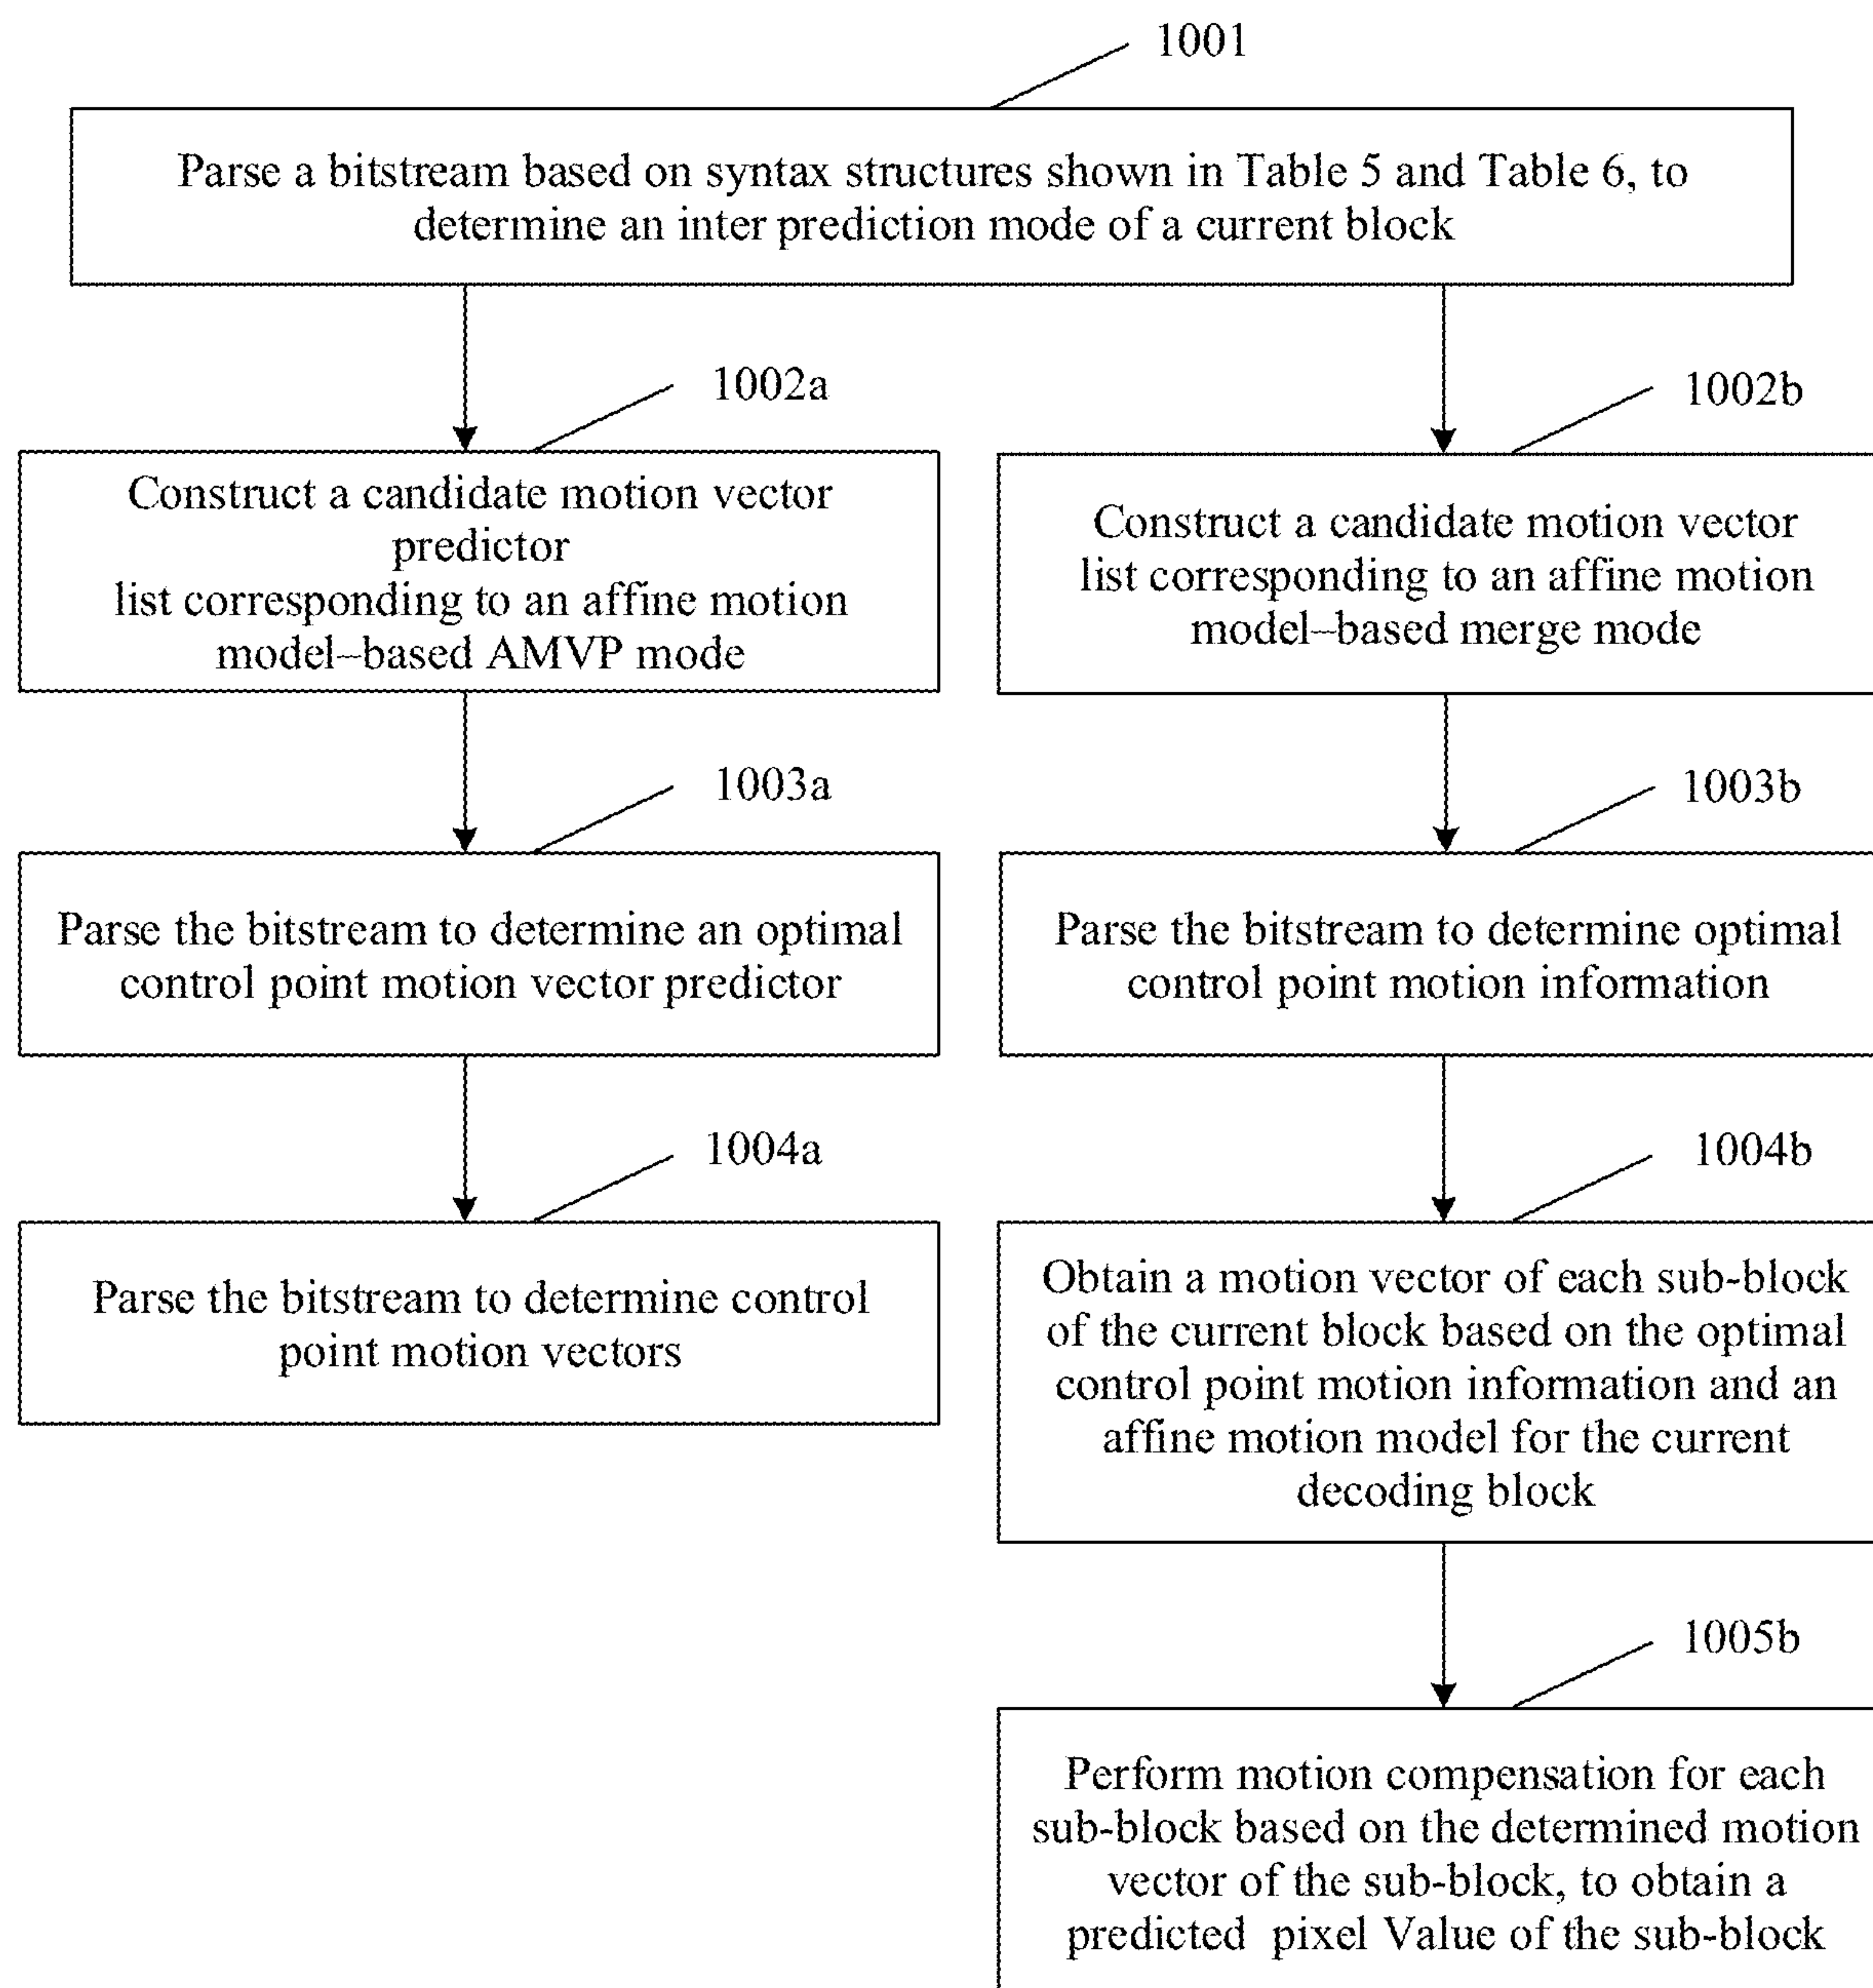 1001
Parse a bitstream based on syntax structures shown in Table 5 and Table 6, to
determine an inter prediction mode of a current block
1002a
Construct a candidate motion vector
predictor
list corresponding to an affine motion
model–based AMVP mode
1002b
Construct a candidate motion vector
list corresponding to an affine motion
model–based merge mode
1003a
Parse the bitstream to determine an optimal
control point motion vector predictor
1003b
Parse the bitstream to determine optimal
control point motion information
1004a
Parse the bitstream to determine control
point motion vectors
1004b
Obtain a motion vector of each sub-block
of the current block based on the optimal
control point motion information and an
affine motion model for the current
decoding block
1005b
Perform motion compensation for each
sub-block based on the determined motion
vector of the sub-block, to obtain a
predicted pixel Value of the sub-block